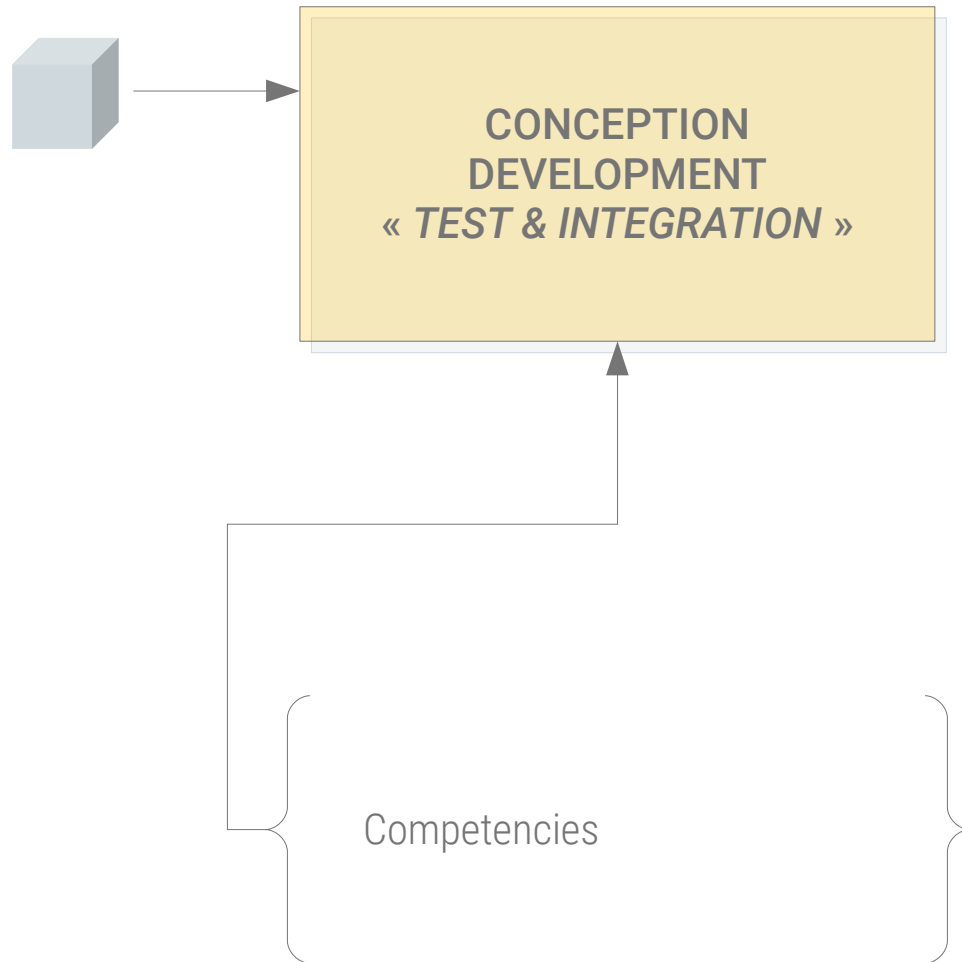 CONCEPTION
DEVELOPMENT
« TEST & INTEGRATION »
Competencies